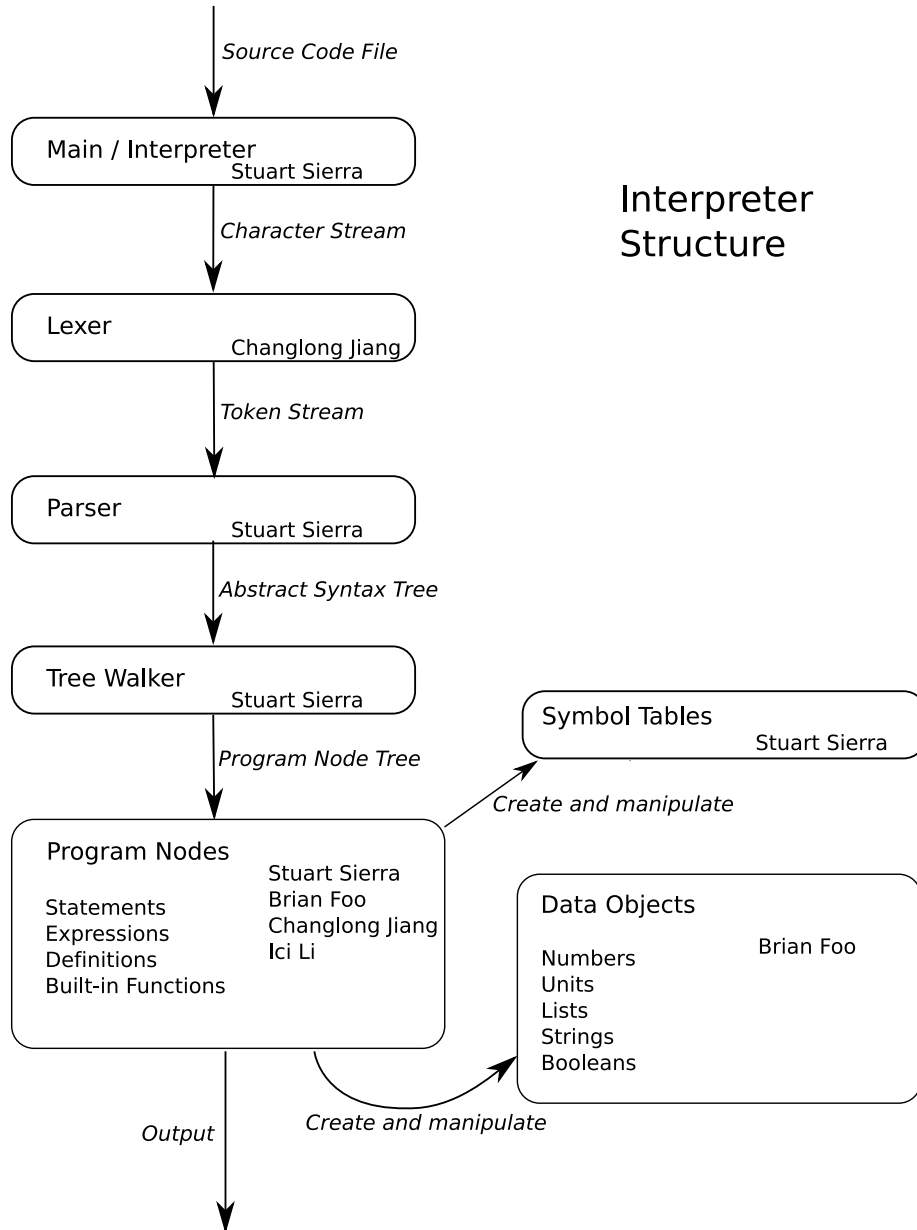 Source Code File
Main / Interpreter
Stuart Sierra
Interpreter
Structure
Character Stream
Lexer
Changlong Jiang
Token Stream
Parser
Stuart Sierra
Abstract Syntax Tree
Tree Walker
Stuart Sierra
Symbol Tables
Stuart Sierra
Program Node Tree
Create and manipulate
Program Nodes
Statements
Expressions
Definitions
Built-in Functions
Stuart Sierra
Brian Foo
Changlong Jiang
Ici Li
Data Objects
Numbers
Units
Lists
Strings
Booleans
Brian Foo
Create and manipulate
Output